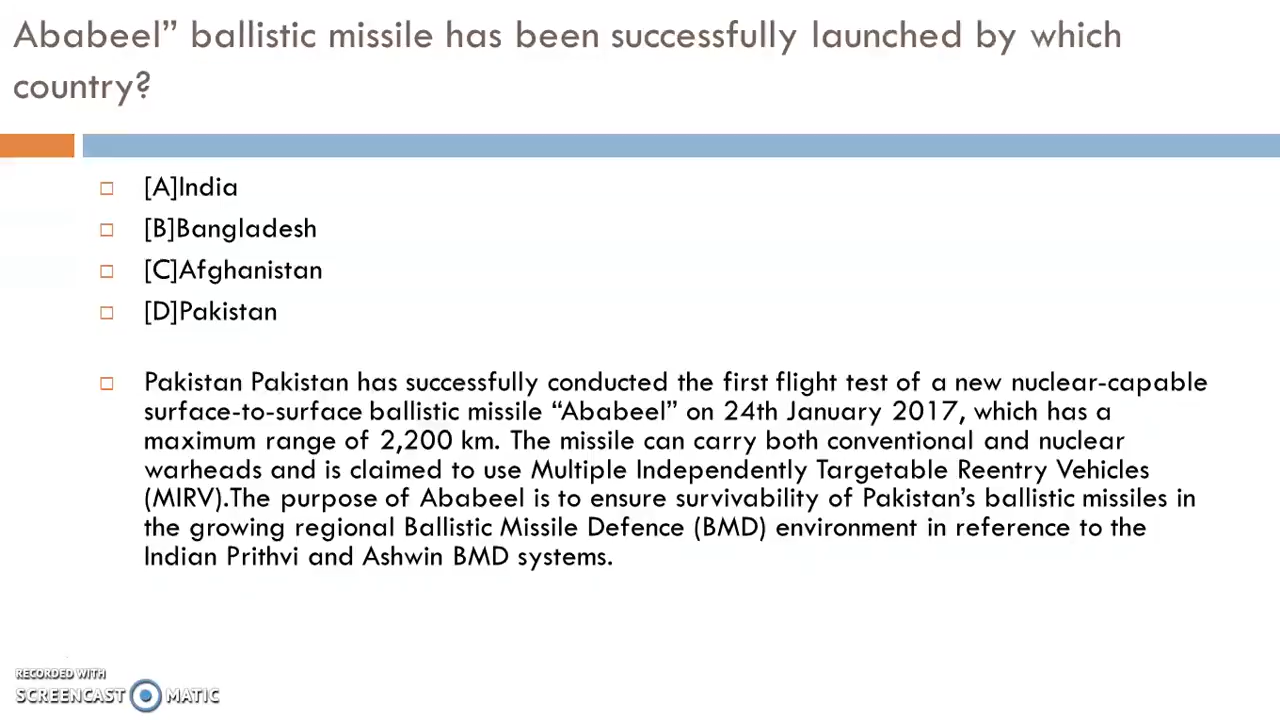 Ababeel” ballistic missile has been successfully launched by which
country?
[A]India
[B]Bangladesh
[C]Afghanistan
[D]Pakistan
Pakistan Pakistan has successfully conducted the first flight test of a new nuclear-capable
surface-to-surface ballistic missile “Ababeel” on 24th January 2017, which has a
maximum range of 2,200 km. The missile can carry both conventional and nuclear
warheads and is claimed to use Multiple Independently Targetable Reentry Vehicles
(MIRV).The purpose of Ababeel is to ensure survivability of Pakistan’s ballistic missiles in
the growing regional Ballistic Missile Defence (BMD) environment in reference to the
Indian Prithvi and Ashwin BMD systems.
RECORDED WITH
SCREENCAST MATIC